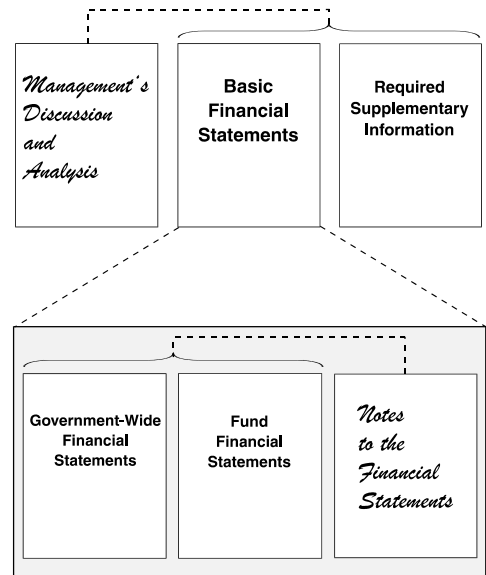 Management's
Discussion
and
Analysis
Basic
Financial
Statements
Required
Supplementary
Information
Government-Wide
Financial
Statements
Fund
Financial
Statements
Notes
to the
Financial
Statements